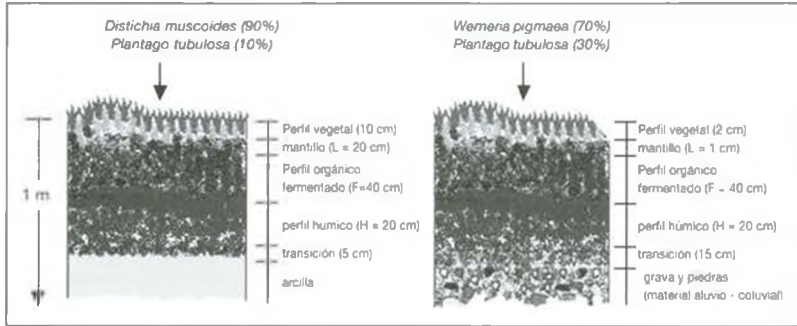 Distichia muscoides (90%)
Plantago tubulosa (10%)
1 m
Perfil vegetal (10 cm)
mantillo (L = 20 cm)
Perfil orgánico
fermentado (F=40cm)
perfil húmico (H = 20 cm)
transición (5 cm)
arcilla
Werneria pigmaea (70%)
Plantago tubulosa (30%)
Perfil vegetal (2 cm)
mantillo (L = 1 cm)
Perfil orgánico
fermentado (F - 40 cm)
perfil húmico (H = 20 cm)
transición (15 cm)
grava y piedras
(material aluvio - coluvial)